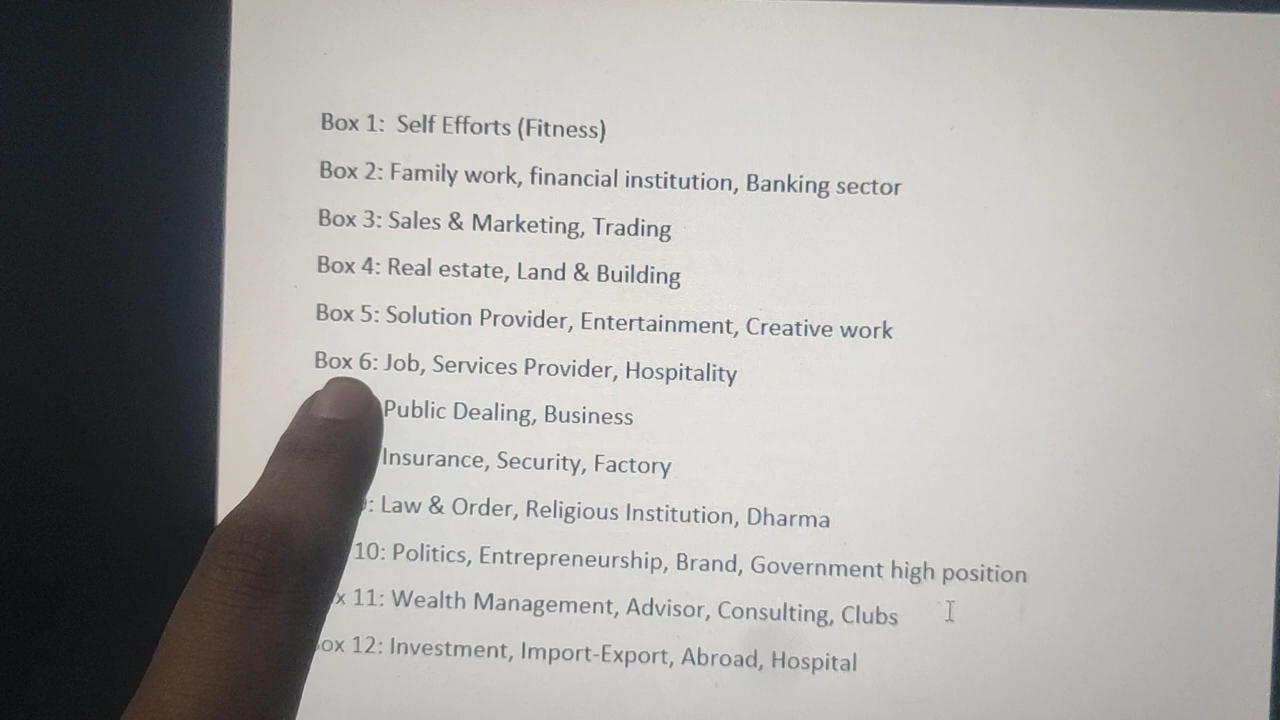 Box 1: Self Efforts (Fitness)
Box 2: Family work, financial institution, Banking sector
Box 3: Sales & Marketing, Trading
Box 4: Real estate, Land & Building
Box 5: Solution Provider, Entertainment, Creative work
Box 6: Job, Services Provider, Hospitality
Public Dealing, Business
Insurance, Security, Factory
: Law & Order, Religious Institution, Dharma
10: Politics, Entrepreneurship, Brand, Government high position
x 11: Wealth Management, Advisor, Consulting, Clubs
ox 12: Investment, Import-Export, Abroad, Hospital